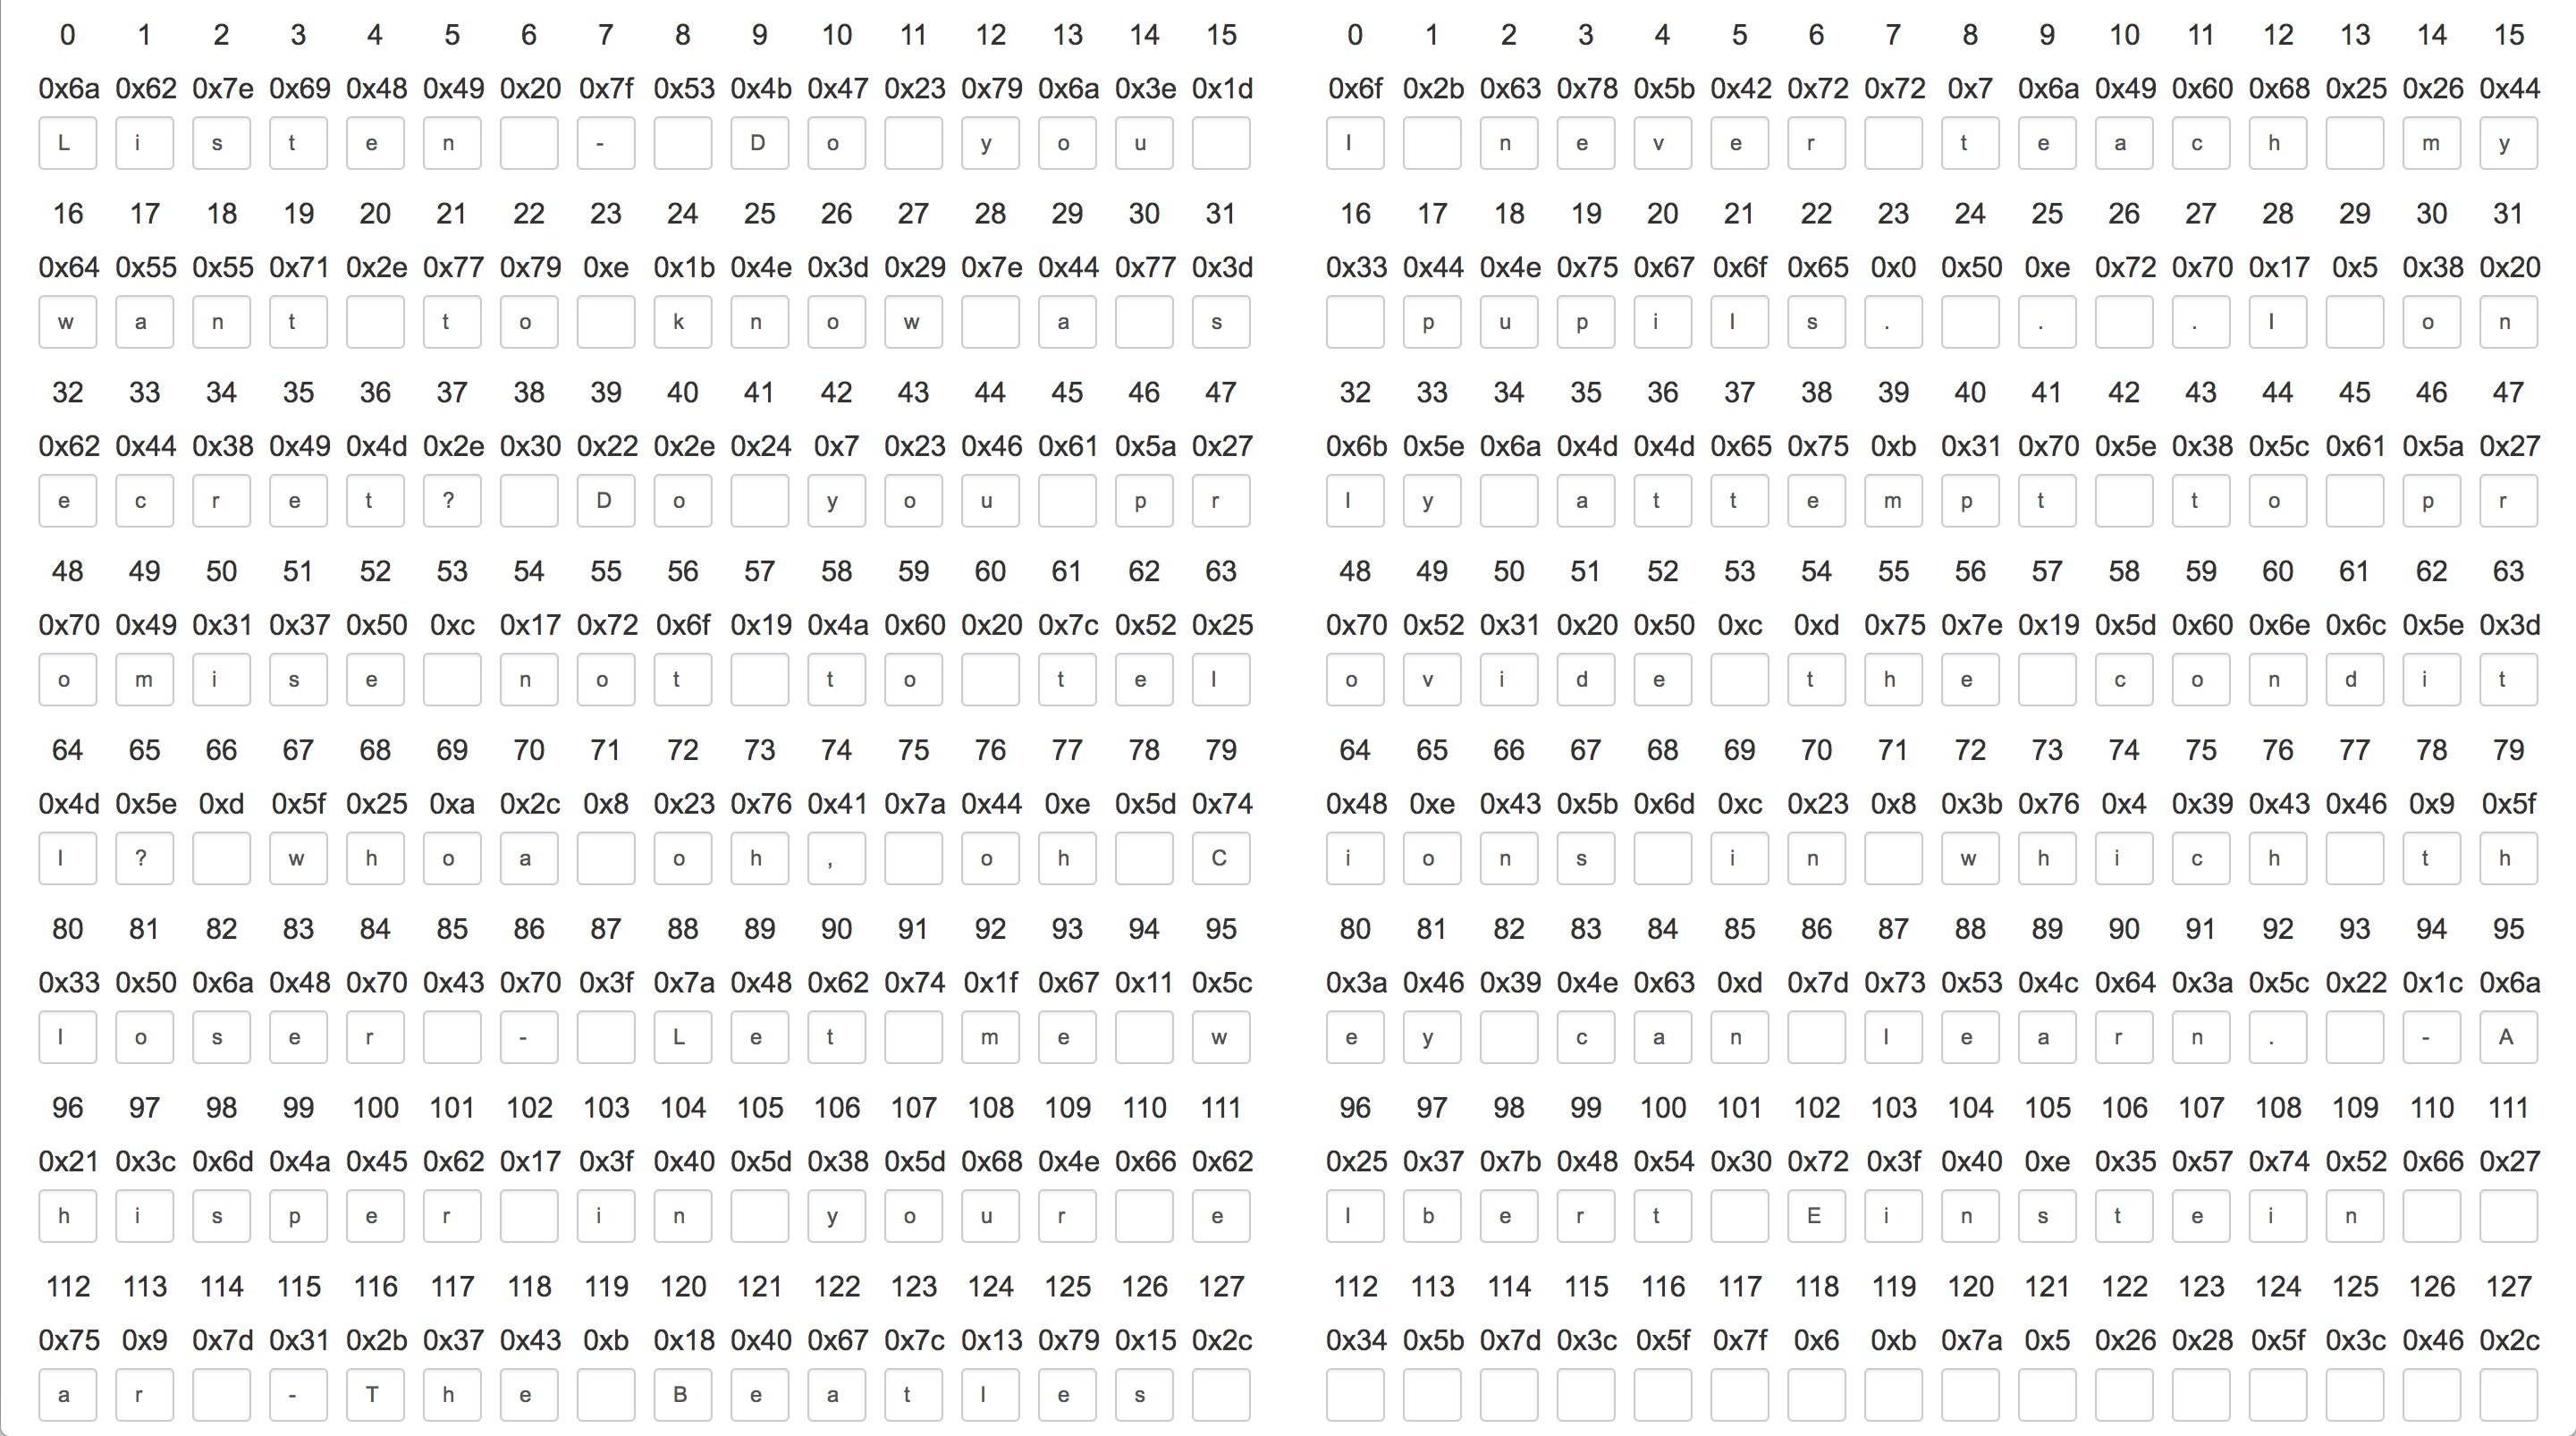 0 1 2 3 4 5 6 7 8 9 10 11 12 13 14 15
0x6a 0x62 0x7e 0x69 0x48 0x49 0x20 0x7f 0x53 0x4b 0x47 0x23 0x79 0x6a 0x3e 0x1d
L i s t e n - D o y o u
16 17 18 19 20 21 22 23 24 25 26 27 28 29 30 31
0x64 0x55 0x55 0x71 0x2e 0x77 0x79 0xe 0x1b 0x4e 0x3d 0x29 0x7e 0x44 0x77 0x3d
w a n t t o k n o w a s
32 33 34 35 36 37 38 39 40 41 42 43 44 45 46 47
0x62 0x44 0x38 0x49 0x4d 0x2e 0x30 0x22 0x2e 0x24 0x7 0x23 0x46 0x61 0x5a 0x27
e c r e t ? D o y o u p r
48 49 50 51 52 53 54 55 56 57 58 59 60 61 62 63
0x70 0x49 0x31 0x37 0x50 0xc 0x17 0x72 0x6f 0x19 0x4a 0x60 0x20 0x7c 0x52 0x25
o m i s e n o t t o t e l
64 65 66 67 68 69 70 71 72 73 74 75 76 77 78 79
0x4d 0x5e 0xd 0x5f 0x25 0xa 0x2c 0x8 0x23 0x76 0x41 0x7a 0x44 0xe 0x5d 0x74
l ? w h o a o h , o h C
80 81 82 83 84 85 86 87 88 89 90 91 92 93 94 95
0x33 0x50 0x6a 0x48 0x70 0x43 0x70 0x3f 0x7a 0x48 0x62 0x74 0x1f 0x67 0x11 0x5c
l o s e r - L e t m e w
96 97 98 99 100 101 102 103 104 105 106 107 108 109 110 111
0x21 0x3c 0x6d 0x4a 0x45 0x62 0x17 0x3f 0x40 0x5d 0x38 0x5d 0x68 0x4e 0x66 0x62
h i s p e r i n y o u r e
112 113 114 115 116 117 118 119 120 121 122 123 124 125 126 127
0x75 0x9 0x7d 0x31 0x2b 0x37 0x43 0xb 0x18 0x40 0x67 0x7c 0x13 0x79 0x15 0x2c
a r - T h e B e a t l e s
0 1 2 3 4 5 6 7 8 9 10 11 12 13 14 15
0x6f 0x2b 0x63 0x78 0x5b 0x42 0x72 0x72 0x7 0x6a 0x49 0x60 0x68 0x25 0x26 0x44
I n e v e r t e a c h m y
16 17 18 19 20 21 22 23 24 25 26 27 28 29 30 31
0x33 0x44 0x4e 0x75 0x67 0x6f 0x65 0x0 0x50 0xe 0x72 0x70 0x17 0x5 0x38 0x20
p u p i l s . . . I o n
32 33 34 35 36 37 38 39 40 41 42 43 44 45 46 47
0x6b 0x5e 0x6a 0x4d 0x4d 0x65 0x75 0xb 0x31 0x70 0x5e 0x38 0x5c 0x61 0x5a 0x27
l y a t t e m p t t o p r
48 49 50 51 52 53 54 55 56 57 58 59 60 61 62 63
0x70 0x52 0x31 0x20 0x50 0xc 0xd 0x75 0x7e 0x19 0x5d 0x60 0x6e 0x6c 0x5e 0x3d
o v i d e t h e c o n d i t
64 65 66 67 68 69 70 71 72 73 74 75 76 77 78 79
0x48 0xe 0x43 0x5b 0x6d 0xc 0x23 0x8 0x3b 0x76 0x4 0x39 0x43 0x46 0x9 0x5f
i o n s i n w h i c h t h
80 81 82 83 84 85 86 87 88 89 90 91 92 93 94 95
0x3a 0x46 0x39 0x4e 0x63 0xd 0x7d 0x73 0x53 0x4c 0x64 0x3a 0x5c 0x22 0x1c 0x6a
e y c a n l e a r n . - A
96 97 98 99 100 101 102 103 104 105 106 107 108 109 110 111
0x25 0x37 0x7b 0x48 0x54 0x30 0x72 0x3f 0x40 0xe 0x35 0x57 0x74 0x52 0x66 0x27
l b e r t E i n s t e i n
112 113 114 115 116 117 118 119 120 121 122 123 124 125 126 127
0x34 0x5b 0x7d 0x3c 0x5f 0x7f 0x6 0xb 0x7a 0x5 0x26 0x28 0x5f 0x3c 0x46 0x2c